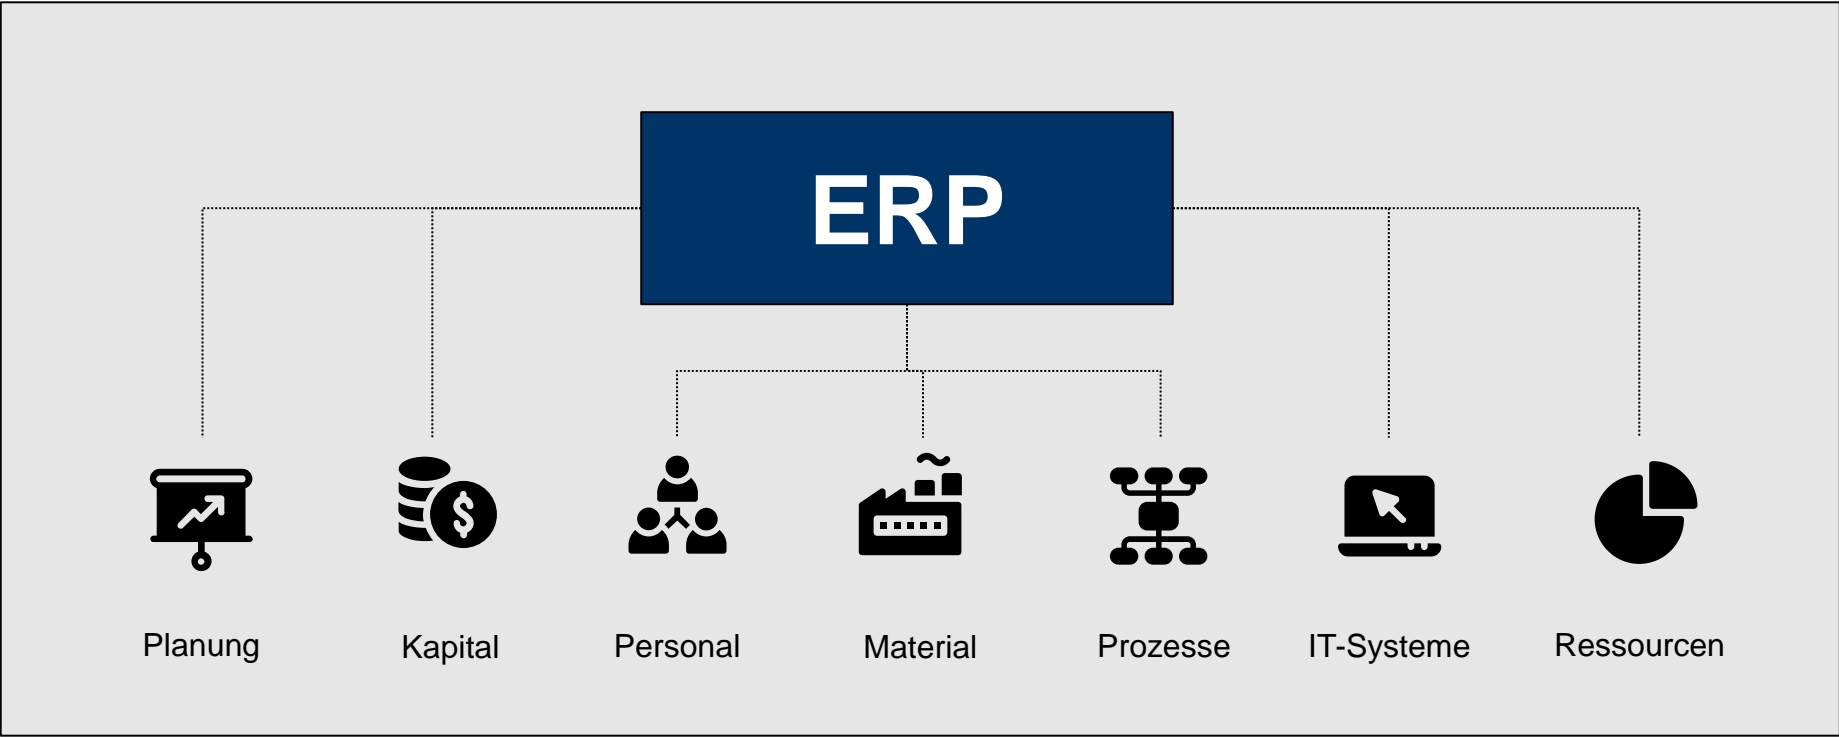 ERP
Planung
Kapital
Personal
Material
Prozesse
IT-Systeme
Ressourcen